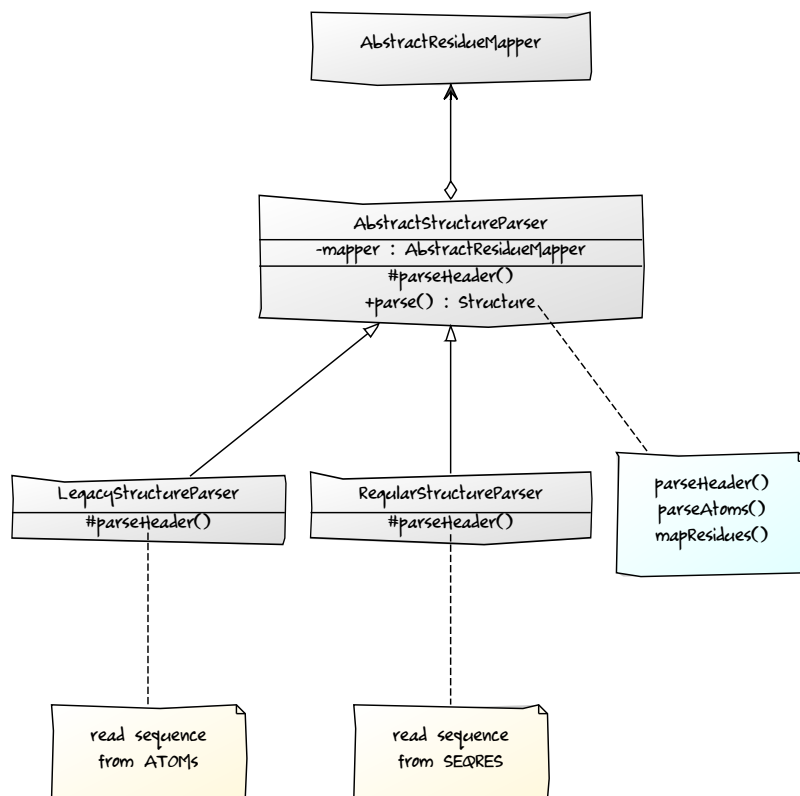 AbstractResidueMapper
AbstractStructureParser
-mapper : AbstractResidueMapper
#parseHeader()
+parse() : Structure
LegacyStructureParser
#parseHeader()
RegularStructureParser
#parseHeader()
parseHeader()
parseAtoms()
mapResidues()
read sequence
from ATOMs
read sequence
from SEQRES